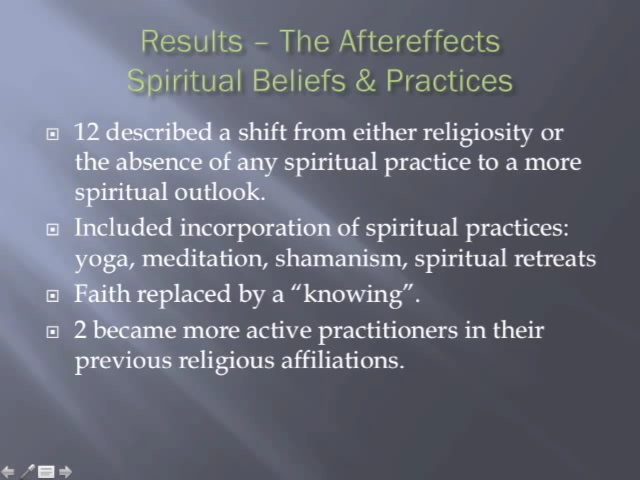 Results – The Aftereffects
Spiritual Beliefs & Practices
12 described a shift from either religiosity or
the absence of any spiritual practice to a more
spiritual outlook.
Included incorporation of spiritual practices:
yoga, meditation, shamanism, spiritual retreats
Faith replaced by a “knowing”.
2 became more active practitioners in their
previous religious affiliations.